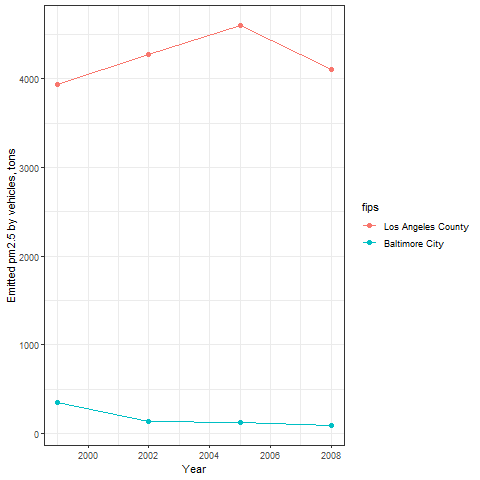 Emitted pm2.5 by vehicles, tons
4000
3000
2000
1000
0
2000 2002 2004 2006 2008
Year
fips
Los Angeles County
Baltimore City